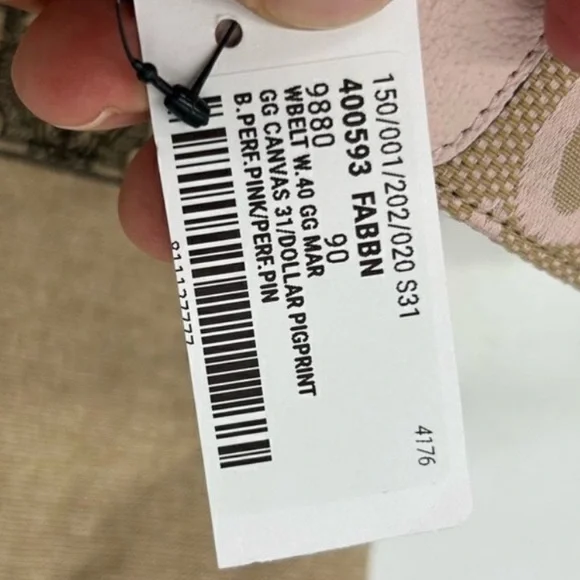 150/001/202/020 S31
400593 FABBN
9880 90
WBELT W.40 GG MAR
GG CANVAS 31/DOLLAR PIGPRINT
B.PERF.PINK/PERF.PIN
4176